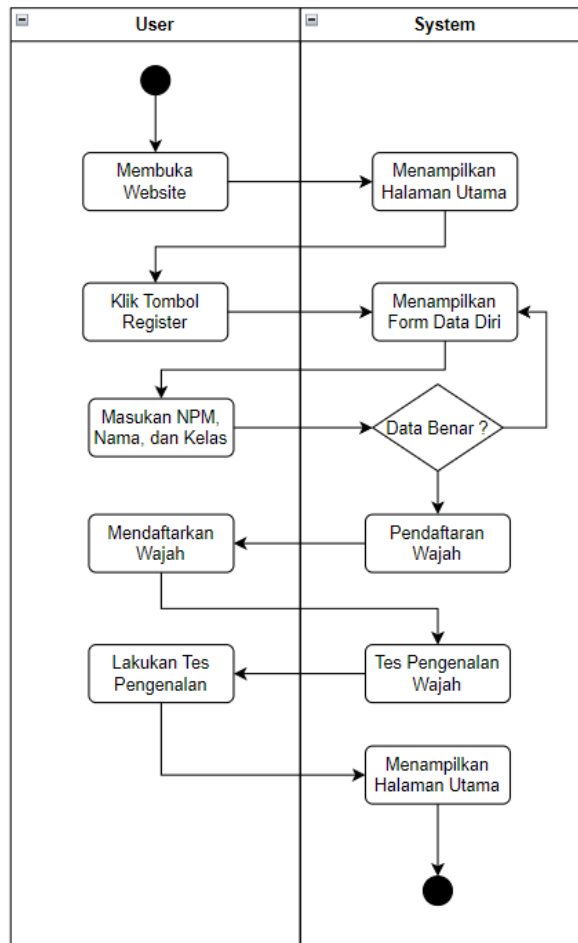 User
System
Membuka
Website
Menampilkan
Halaman Utama
Klik Tombol
Register
Menampilkan
Form Data Diri
Masukan NPM,
Nama, dan Kelas
Data Benar ?
Mendaftarkan
Wajah
Pendaftaran
Wajah
Lakukan Tes
Pengenalan
Tes Pengenalan
Wajah
Menampilkan
Halaman Utama